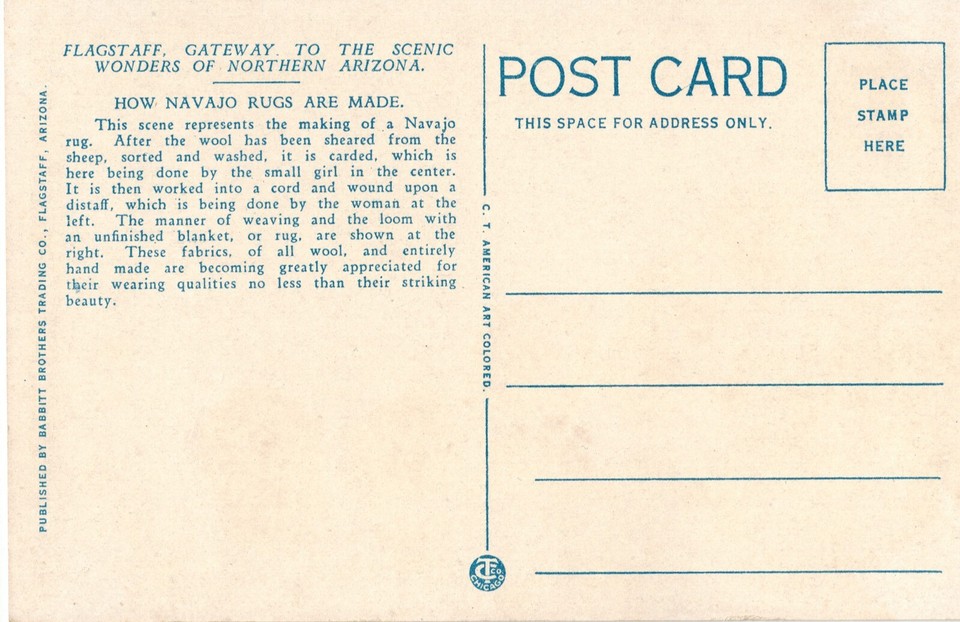 FLAGSTAFF, GATEWAY TO THE SCENIC
WONDERS OF NORTHERN ARIZONA.
HOW NAVAJO RUGS ARE MADE.
This scene represents the making of a Navajo
rug. After the wool has been sheared from the
sheep, sorted and washed, it is carded, which is
here being done by the small girl in the center.
It is then worked into a cord and wound upon a
distaff, which is being done by the woman at the
left. The manner of weaving and the loom with
an unfinished blanket, or rug, are shown at the
right. These fabrics, of all wool, and entirely
hand made are becoming greatly appreciated for
their wearing qualities no less than their striking
beauty.
PUBLISHED BY BABBITT BROTHERS TRADING CO., FLAGSTAFF, ARIZONA.
C. T. AMERICAN ART COLORED.
CT CO CHICAGO
POST CARD
THIS SPACE FOR ADDRESS ONLY.
PLACE
STAMP
HERE